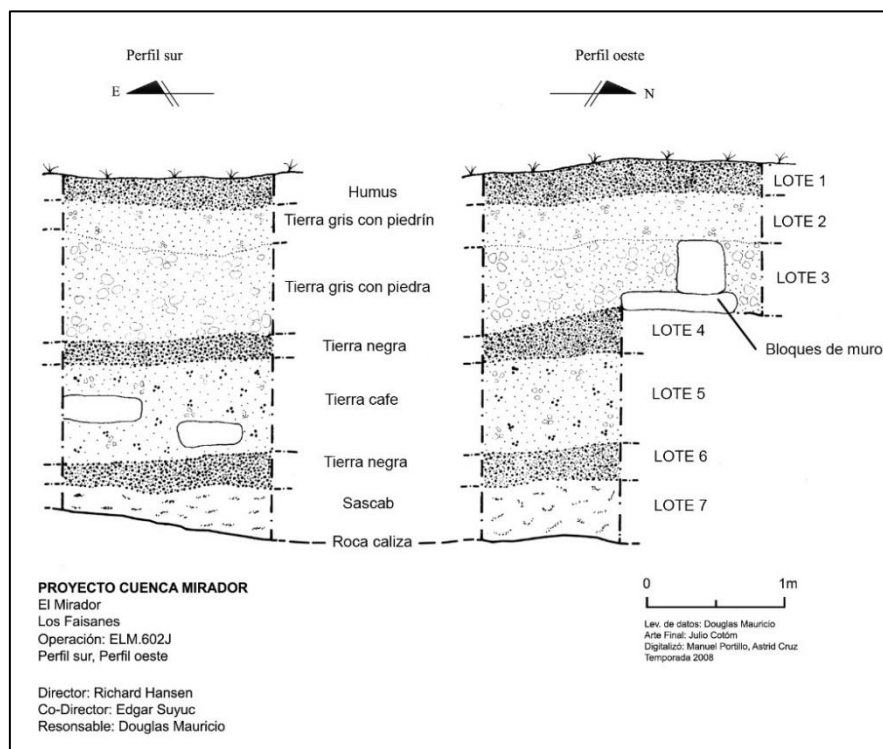 Perfil sur
E
Perfil oeste
N
Humus
Tierra gris con piedrín
Tierra gris con piedra
Tierra negra
Tierra cafe
Tierra negra
Sascab
Roca caliza
LOTE 1
LOTE 2
LOTE 3
LOTE 4
Bloques de muro
LOTE 5
LOTE 6
LOTE 7
PROYECTO CUENCA MIRADOR
El Mirador
Los Faisanes
Operación: ELM.602J
Perfil sur, Perfil oeste
Director: Richard Hansen
Co-Director: Edgar Suyuc
Resonsable: Douglas Mauricio
0 1m
Lev. de datos: Douglas Mauricio
Arte Final: Julio Cotóm
Digitalizó: Manuel Portillo, Astrid Cruz
Temporada 2008